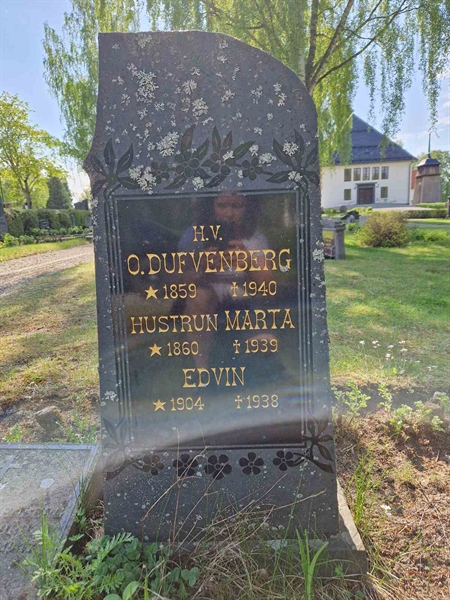 H.V.
O. DUFVENBERG
★ 1859 † 1940
HUSTRUN MARTA
★ 1860 † 1939
EDVIN
★ 1904 † 1938